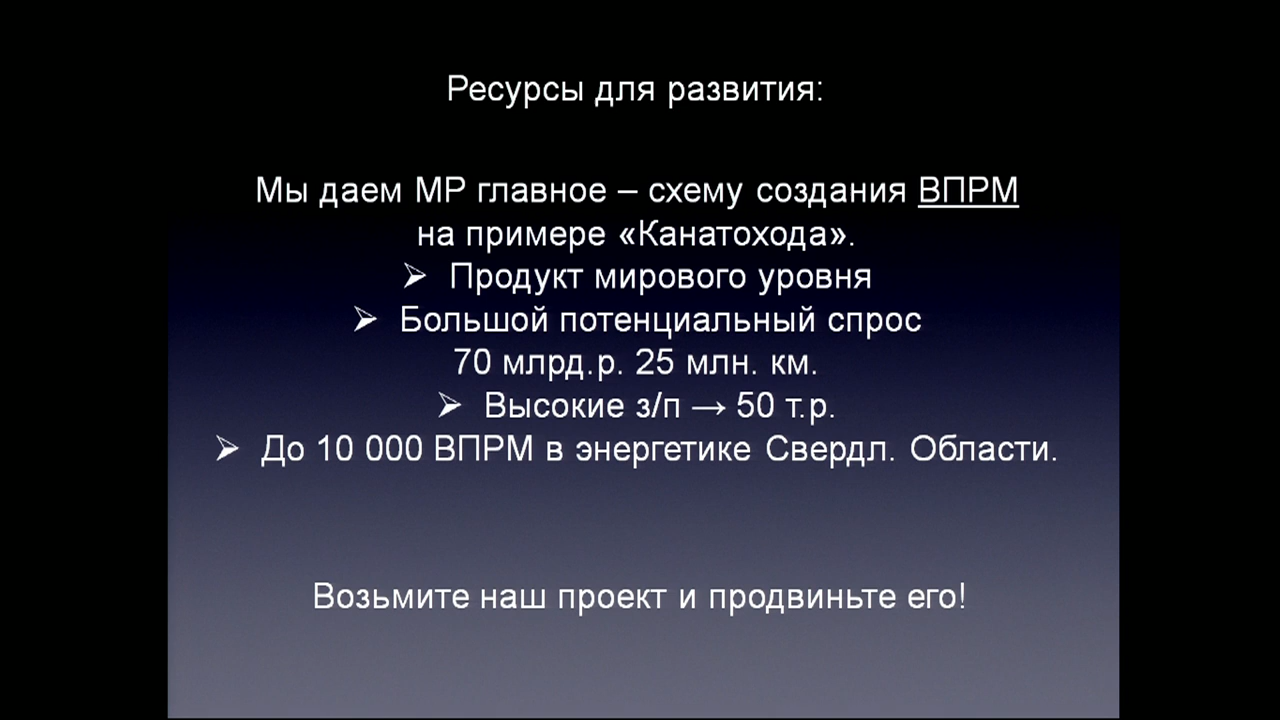 Ресурсы для развития:
Мы даем МР главное – схему создания ВПРМ
на примере «Канатохода».
➢ Продукт мирового уровня
➢ Большой потенциальный спрос
70 млрд.р. 25 млн. км.
➢ Высокие з/п → 50 т.р.
➢ До 10 000 ВПРМ в энергетике Свердл. Области.
Возьмите наш проект и продвиньте его!